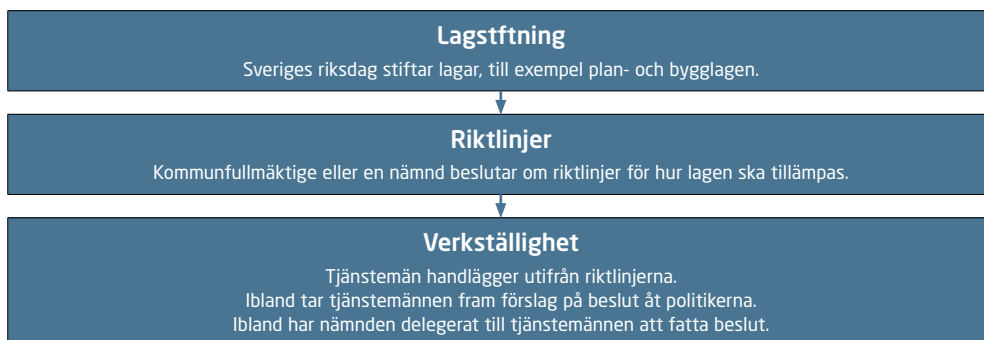 Lagstftning
Sveriges riksdag stiftar lagar, till exempel plan- och bygglagen.
Riktlinjer
Kommunfullmäktige eller en nämnd beslutar om riktlinjer för hur lagen ska tillämpas.
Verkställighet
Tjänstemän handlägger utifrån riktlinjerna.
Ibland tar tjänstemännen fram förslag på beslut åt politikerna.
Ibland har nämnden delegerat till tjänstemännen att fatta beslut.